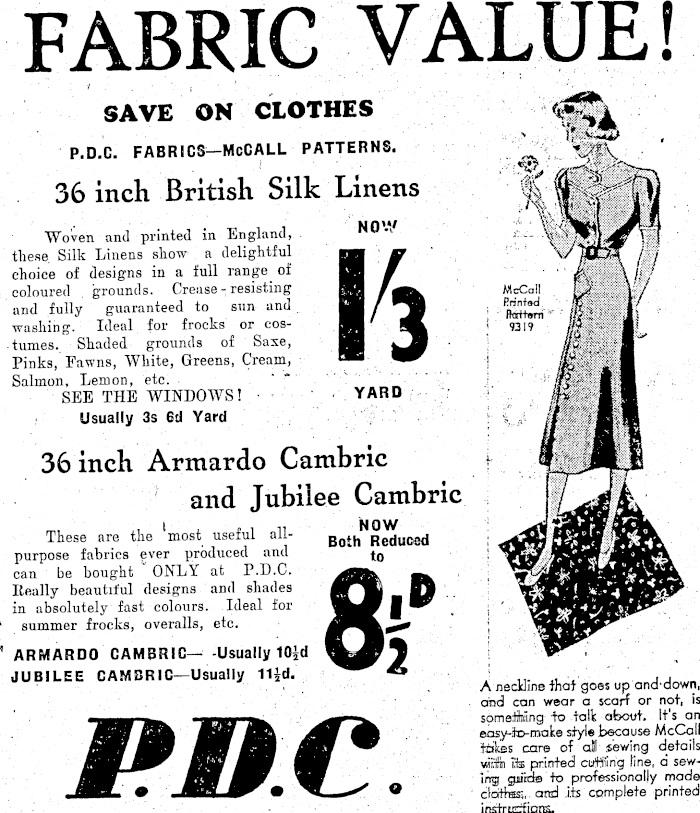 FABRIC VALUE!
SAVE ON CLOTHES
P.D.C. FABRICS—McCALL PATTERNS.
36 inch British Silk Linens
Woven and printed in England,
these Silk Linens show a delightful
choice of designs in a full range of
coloured grounds. Crease-resisting
and fully guaranteed to sun and
washing. Ideal for frocks or cos-
tumes. Shaded grounds of Saxe,
Pinks, Fawns, White, Greens, Cream,
Salmon, Lemon, etc.
SEE THE WINDOWS!
Usually 3s 6d Yard
NOW
1/3
YARD
McCall
Printed
Pattern
9319
36 inch Armardo Cambric
and Jubilee Cambric
These are the most useful all-
purpose fabrics ever produced and
can be bought ONLY at P.D.C.
Really beautiful designs and shades
in absolutely fast colours. Ideal for
summer frocks, overalls, etc.
ARMARDO CAMBRIC— -Usually 10½d
JUBILEE CAMBRIC—Usually 11½d.
NOW
Both Reduced
to
8½D
P.D.C.
A neckline that goes up and down,
and can wear a scarf or not, is
something to talk about. It's an
easy-to-make style because McCall
takes care of all sewing details
with its printed cutting line, a sew-
ing guide to professionally made
clothes, and its complete printed
instructions.